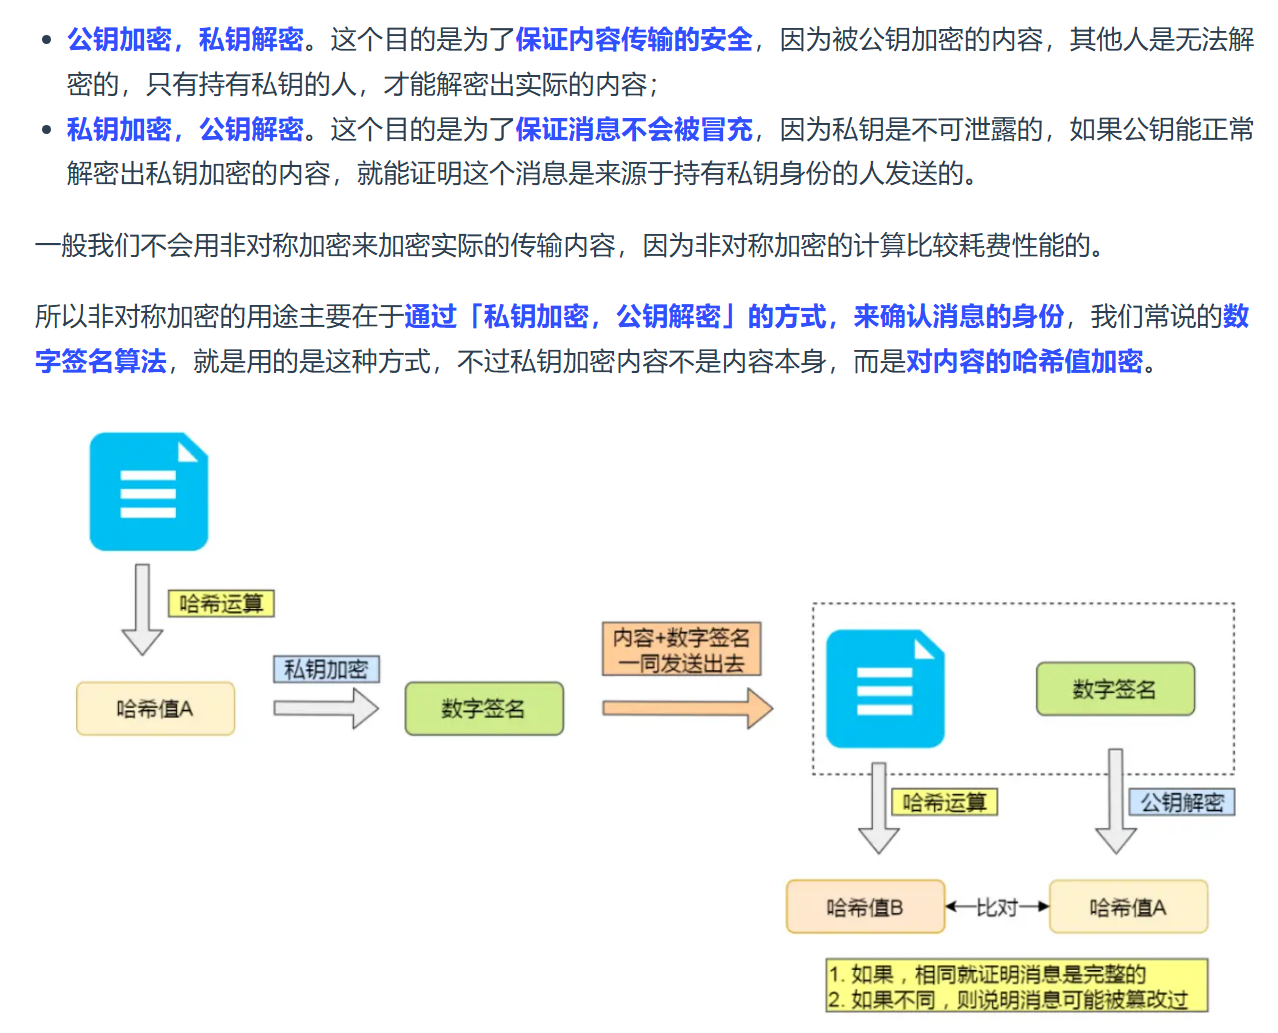 公钥加密，私钥解密。这个目的是为了保证内容传输的安全，因为被公钥加密的内容，其他人是无法解
密的，只有持有私钥的人，才能解密出实际的内容；
私钥加密，公钥解密。这个目的是为了保证消息不会被冒充，因为私钥是不可泄露的，如果公钥能正常
解密出私钥加密的内容，就能证明这个消息是来源于持有私钥身份的人发送的。
一般我们不会用非对称加密来加密实际的传输内容，因为非对称加密的计算比较耗费性能的。
所以非对称加密的用途主要在于通过「私钥加密，公钥解密」的方式，来确认消息的身份，我们常说的数
字签名算法，就是用的是这种方式，不过私钥加密内容不是内容本身，而是对内容的哈希值加密。
哈希运算
哈希值A
私钥加密
数字签名
内容+数字签名
一同发送出去
数字签名
哈希运算
公钥解密
哈希值B
比对
哈希值A
1. 如果，相同就证明消息是完整的
2. 如果不同，则说明消息可能被篡改过